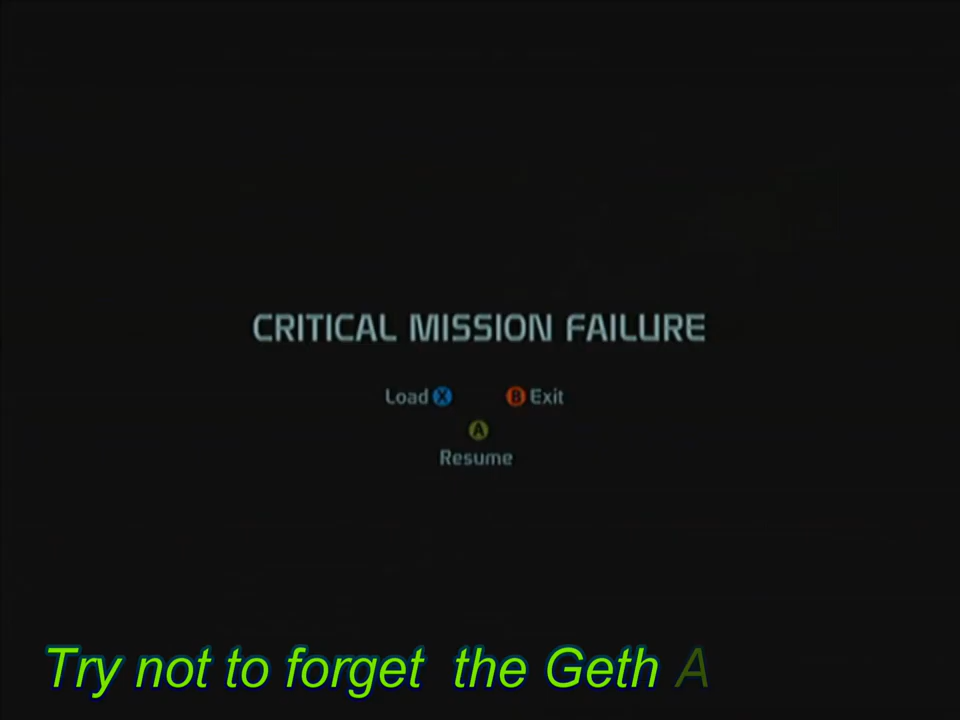 CRITICAL MISSION FAILURE
Load X B Exit
A
Resume
Try not to forget the Geth A